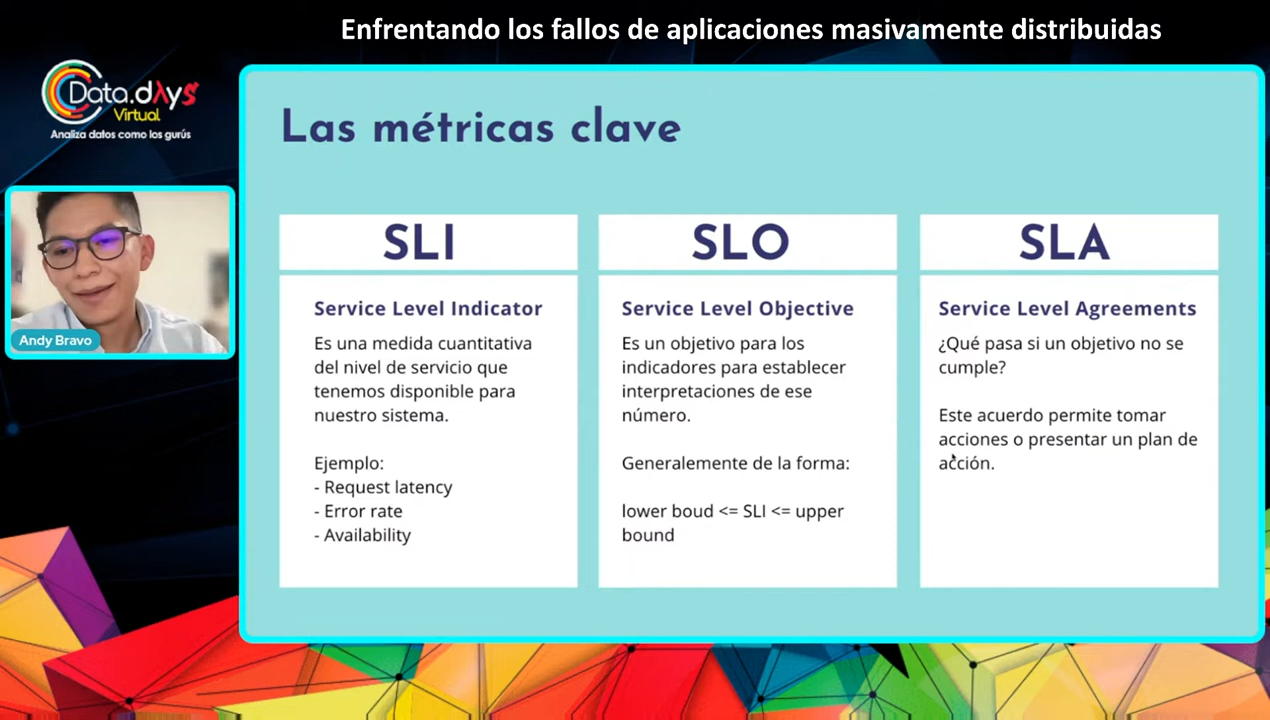 Enfrentando los fallos de aplicaciones masivamente distribuidas
Data.dλys
Virtual
Analiza datos como los gurús
Andy Bravo
Las métricas clave
SLI
Service Level Indicator
Es una medida cuantitativa
del nivel de servicio que
tenemos disponible para
nuestro sistema.
Ejemplo:
- Request latency
- Error rate
- Availability
SLO
Service Level Objective
Es un objetivo para los
indicadores para establecer
interpretaciones de ese
número.
Generalemente de la forma:
lower boud <= SLI <= upper
bound
SLA
Service Level Agreements
¿Qué pasa si un objetivo no se
cumple?
Este acuerdo permite tomar
acciones o presentar un plan de
acción.